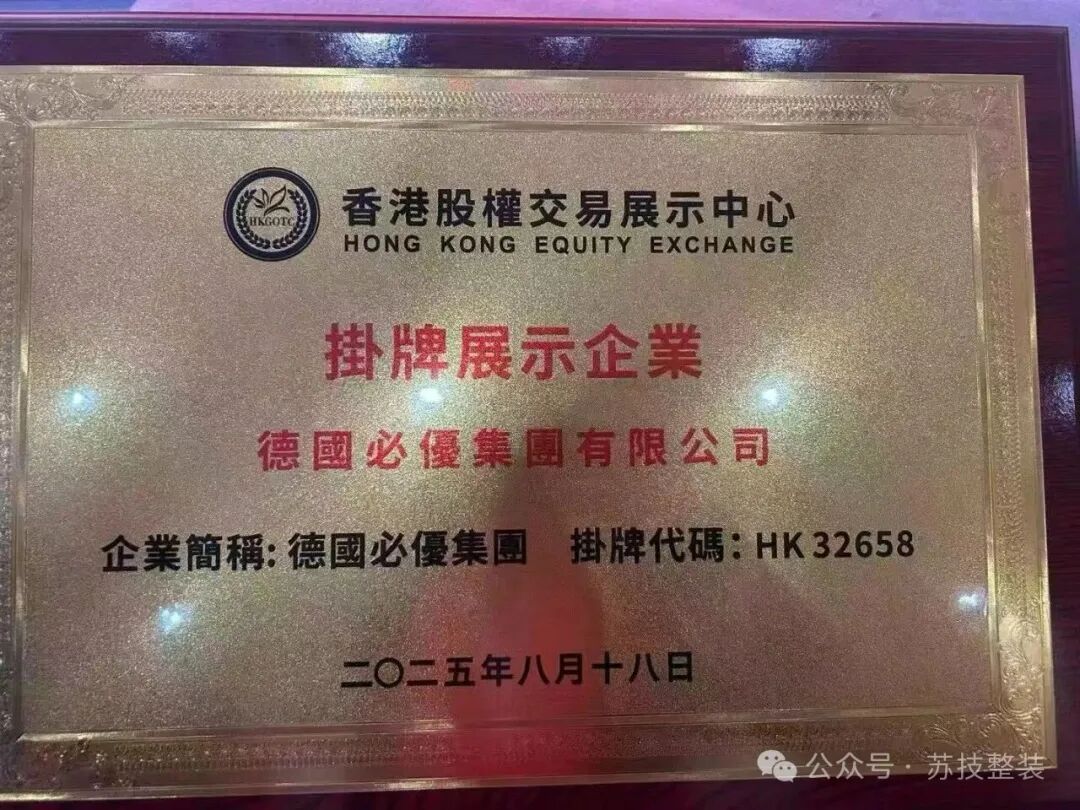 HKGOTC
香港股權交易展示中心
HONG KONG EQUITY EXCHANGE
掛牌展示企業
德國必優集團有限公司
企業簡稱: 德國必優集團 掛牌代碼: HK 32658
二〇二五年八月十八日
公众号 · 苏技整装